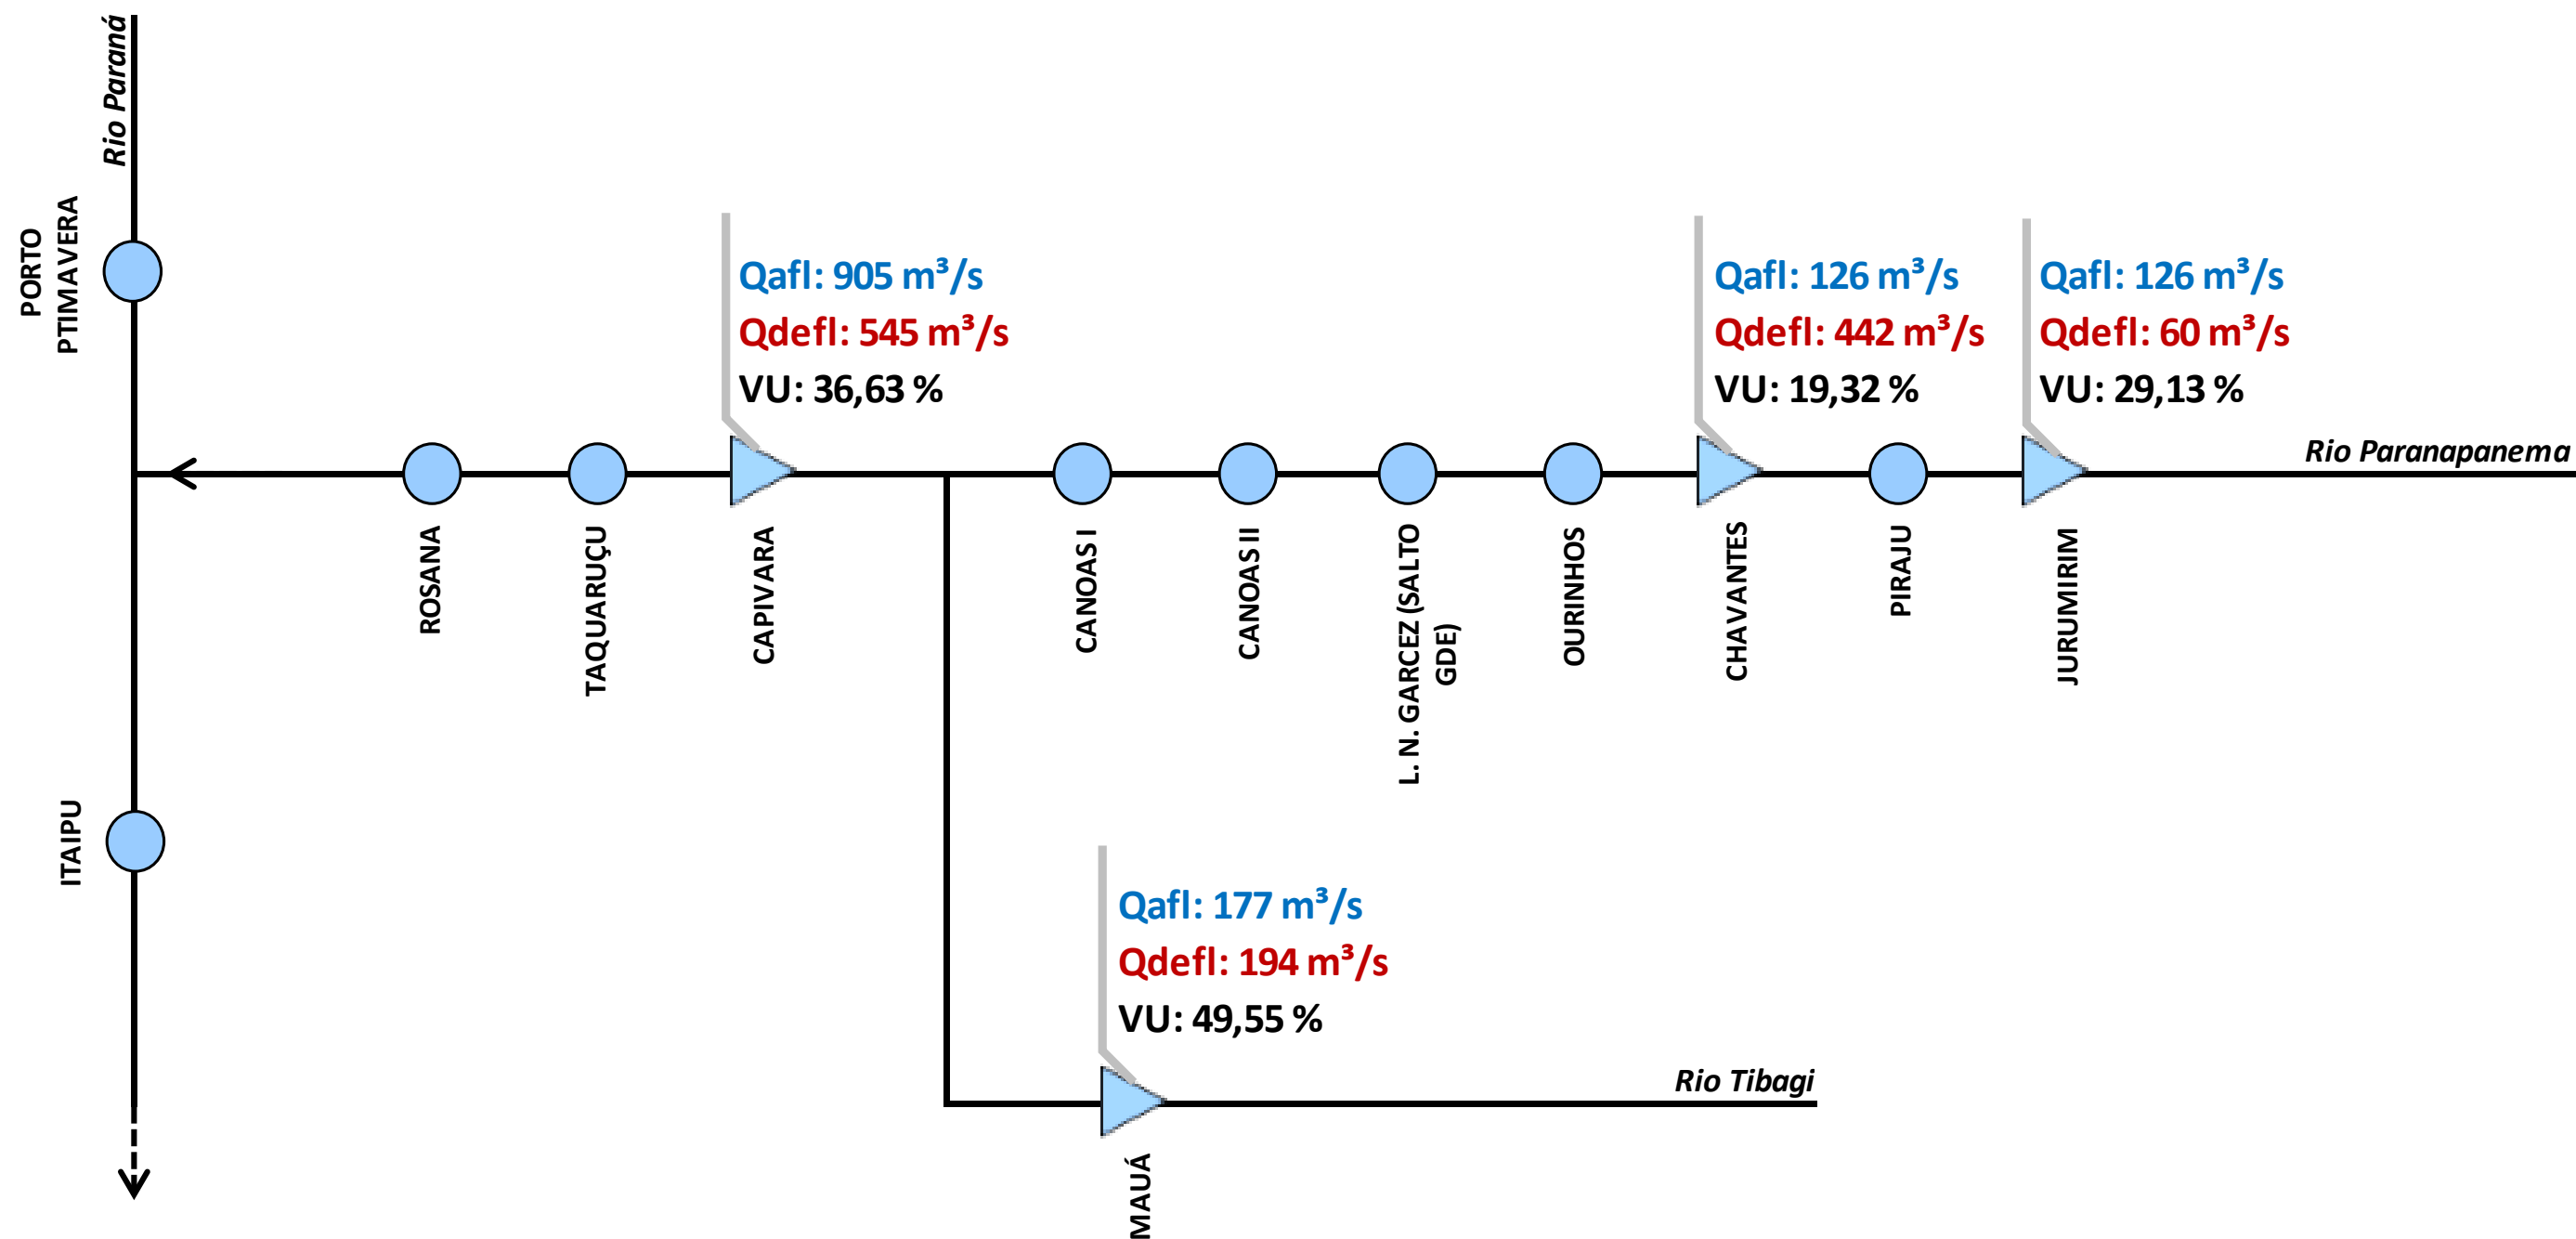 Rio Paraná
PORTO
PTIMAVERA
Qafl: 905 m³/s
Qdefl: 545 m³/s
VU: 36,63 %
Qafl: 126 m³/s
Qdefl: 442 m³/s
VU: 19,32 %
Qafl: 126 m³/s
Qdefl: 60 m³/s
VU: 29,13 %
Rio Paranapanema
ROSANA
TAQUARUÇU
CAPIVARA
CANOAS I
CANOAS II
L. N. GARCEZ (SALTO
GDE)
OURINHOS
CHAVANTES
PIRAJU
JURUMIRIM
ITAIPU
Qafl: 177 m³/s
Qdefl: 194 m³/s
VU: 49,55 %
Rio Tibagi
MAUÁ